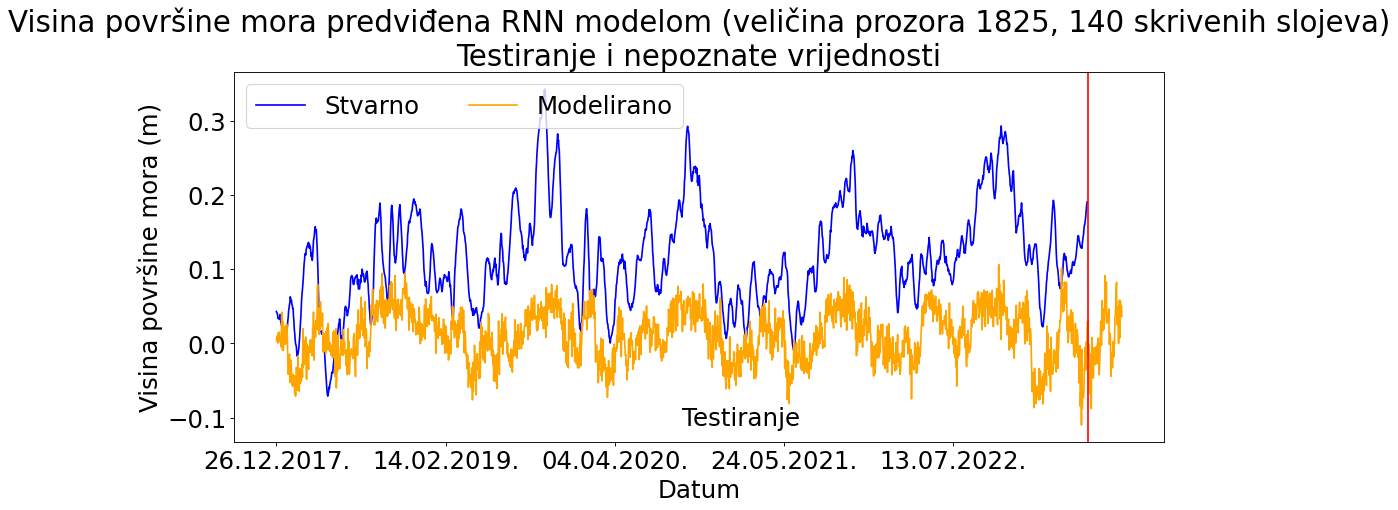 Visina površine mora predviđena RNN modelom (veličina prozora 1825, 140 skrivenih slojeva)
Testiranje i nepoznate vrijednosti
Stvarno
Modelirano
Visina površine mora (m)
0.3
0.2
0.1
0.0
−0.1
Testiranje
26.12.2017.
14.02.2019.
04.04.2020.
24.05.2021.
13.07.2022.
Datum